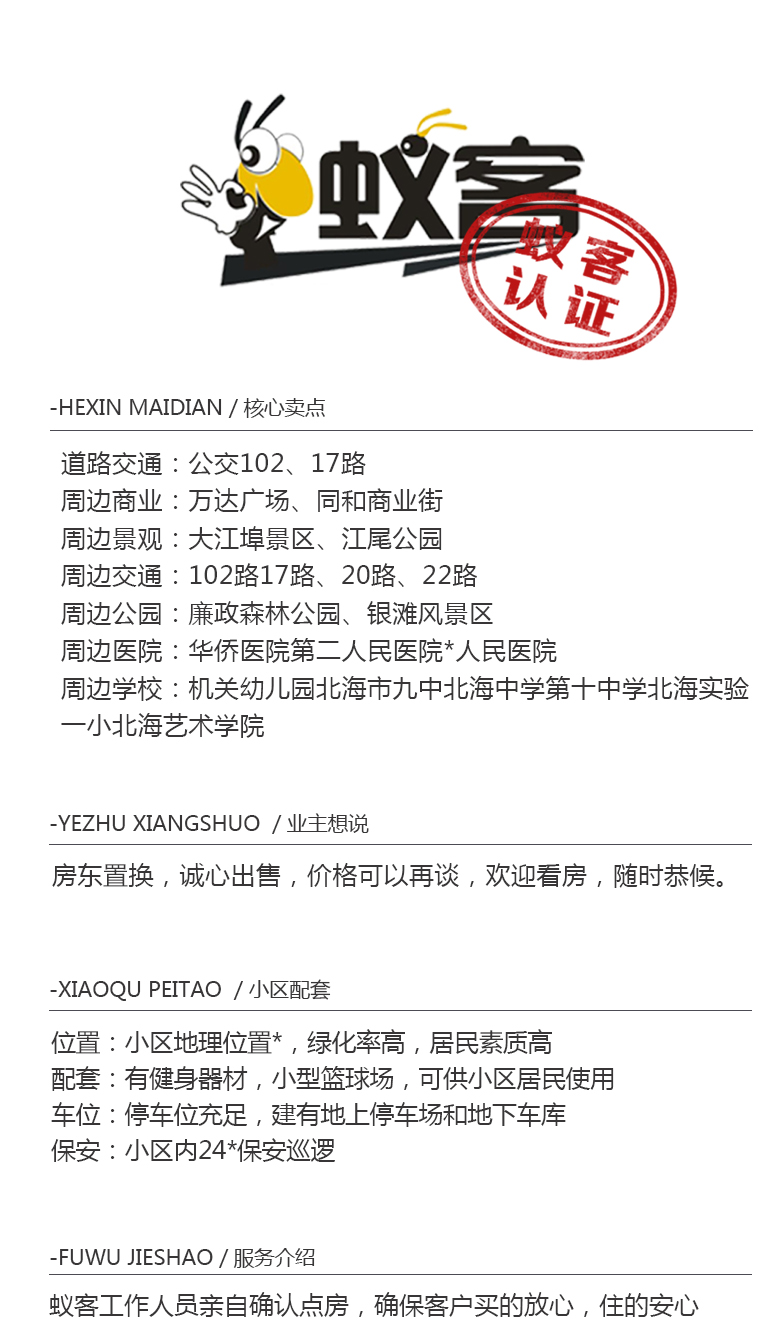 蚁客
蚁客
认证
-HEXIN MAIDIAN / 核心卖点
道路交通：公交102、17路
周边商业：万达广场、同和商业街
周边景观：大江埠景区、江尾公园
周边交通：102路17路、20路、22路
周边公园：廉政森林公园、银滩风景区
周边医院：华侨医院第二人民医院*人民医院
周边学校：机关幼儿园北海市九中北海中学第十中学北海实验
一小北海艺术学院
-YEZHU XIANGSHUO / 业主想说
房东置换，诚心出售，价格可以再谈，欢迎看房，随时恭候。
-XIAOQU PEITAO / 小区配套
位置：小区地理位置*，绿化率高，居民素质高
配套：有健身器材，小型篮球场，可供小区居民使用
车位：停车位充足，建有地上停车场和地下车库
保安：小区内24*保安巡逻
-FUWU JIESHAO / 服务介绍
蚁客工作人员亲自确认点房，确保客户买的放心，住的安心